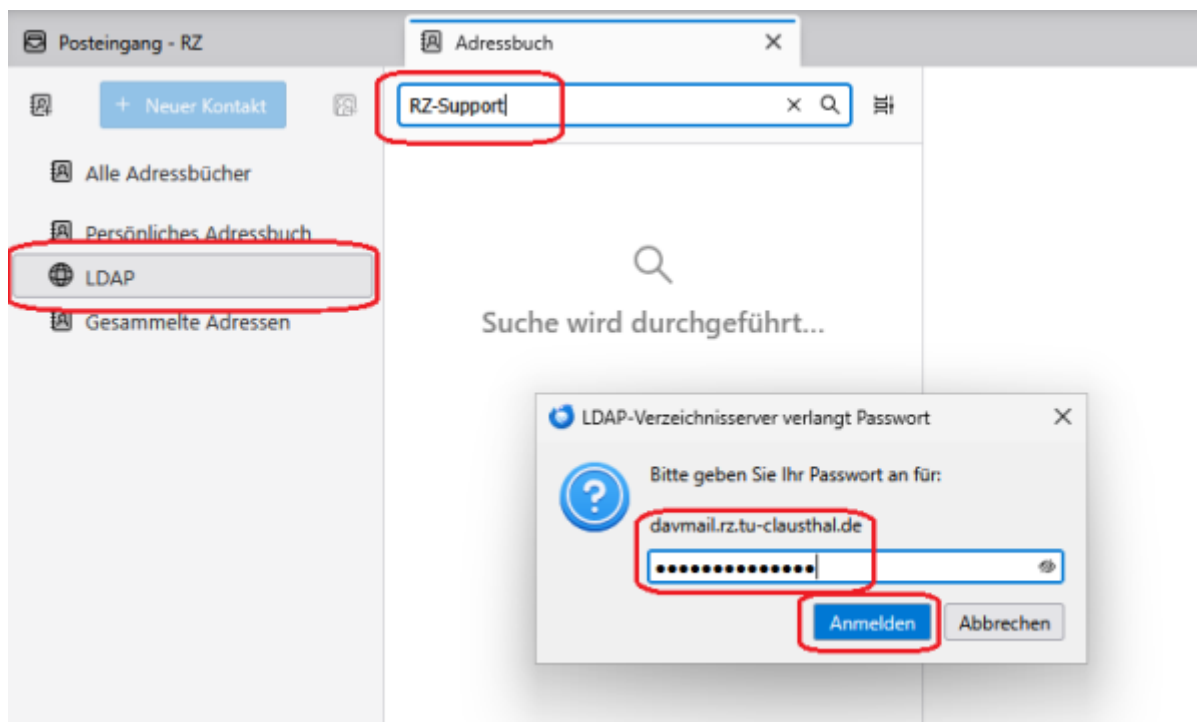 Posteingang - RZ
Adressbuch
+ Neuer Kontakt
RZ-Support
Alle Adressbücher
Persönliches Adressbuch
LDAP
Gesammelte Adressen
Suche wird durchgeführt...
LDAP-Verzeichnisserver verlangt Passwort
Bitte geben Sie Ihr Passwort an für:
davmail.rz.tu-clausthal.de
••••••••••••••
Anmelden
Abbrechen